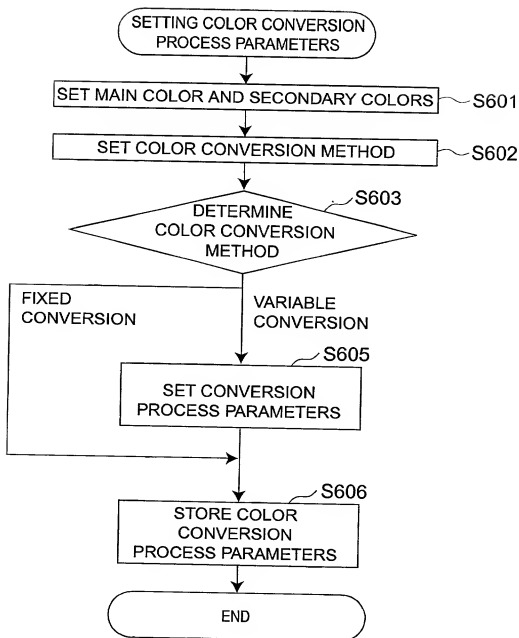 SETTING COLOR CONVERSION
PROCESS PARAMETERS
SET MAIN COLOR AND SECONDARY COLORS
S601
SET COLOR CONVERSION METHOD
S602
S603
DETERMINE
COLOR CONVERSION
METHOD
FIXED
CONVERSION
VARIABLE
CONVERSION
S605
SET CONVERSION
PROCESS PARAMETERS
S606
STORE COLOR
CONVERSION
PROCESS PARAMETERS
END